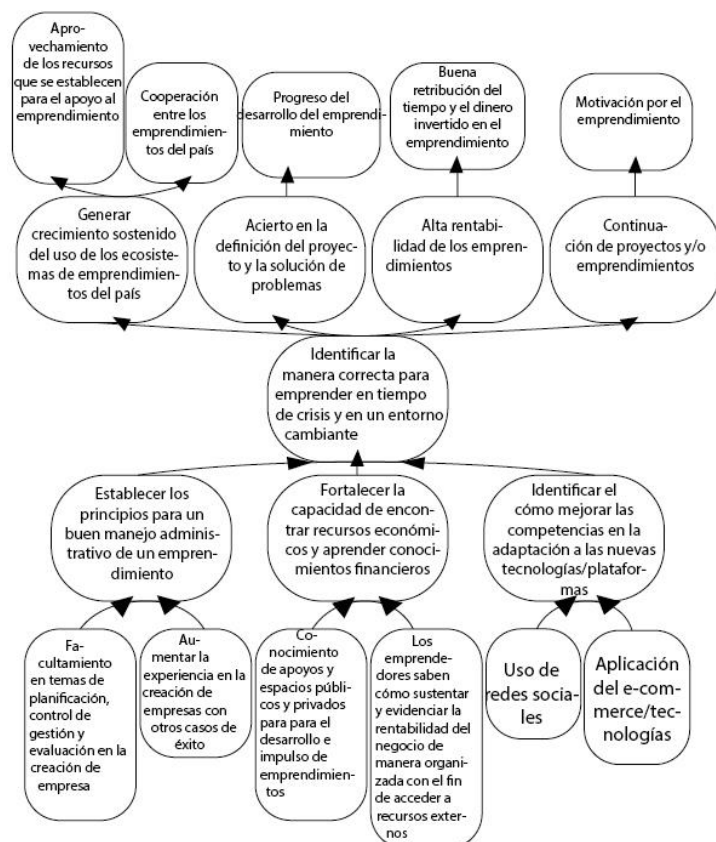 Apro-
vechamiento
de los recursos
que se establecen
para el apoyo al
emprendimiento
Cooperación
entre los
emprendimien-
tos del país
Progreso del
desarrollo del emprendi-
miento
Buena
retribución del
tiempo y el dinero
invertido en el
emprendimiento
Motivación por el
emprendimiento
Generar
crecimiento sostenido
del uso de los ecosiste-
mas de emprendimien-
tos del país
Acierto en la
definición del proyec-
to y la solución de
problemas
Alta rentabi-
lidad de los empren-
dimientos
Continua-
ción de proyectos y/o
emprendimientos
Identificar la
manera correcta para
emprender en tiempo
de crisis y en un entorno
cambiante
Establecer los
principios para un
buen manejo adminis-
trativo de un empren-
dimiento
Fortalecer la
capacidad de encon-
trar recursos econó-
micos y aprender conoci-
mientos financieros
Identificar el
cómo mejorar las
competencias en la
adaptación a las nuevas
tecnologías/platafor-
mas
Fa-
cultamiento
en temas de
planificación,
control de
gestión y
evaluación en la
creación de
empresa
Au-
mentar la
experiencia en la
creación de
empresas con
otros casos de
éxito
Co-
nocimiento
de apoyos y
espacios públicos
y privados
para para el
desarrollo e
impulso de
emprendimien-
tos
Los
emprende-
dores saben
cómo sustentar
y evidenciar la
rentabilidad del
negocio de
manera organi-
zada con el fin
de acceder a
recursos exter-
nos
Uso de
redes socia-
les
Aplicación
del e-com-
merce/tec-
nologías